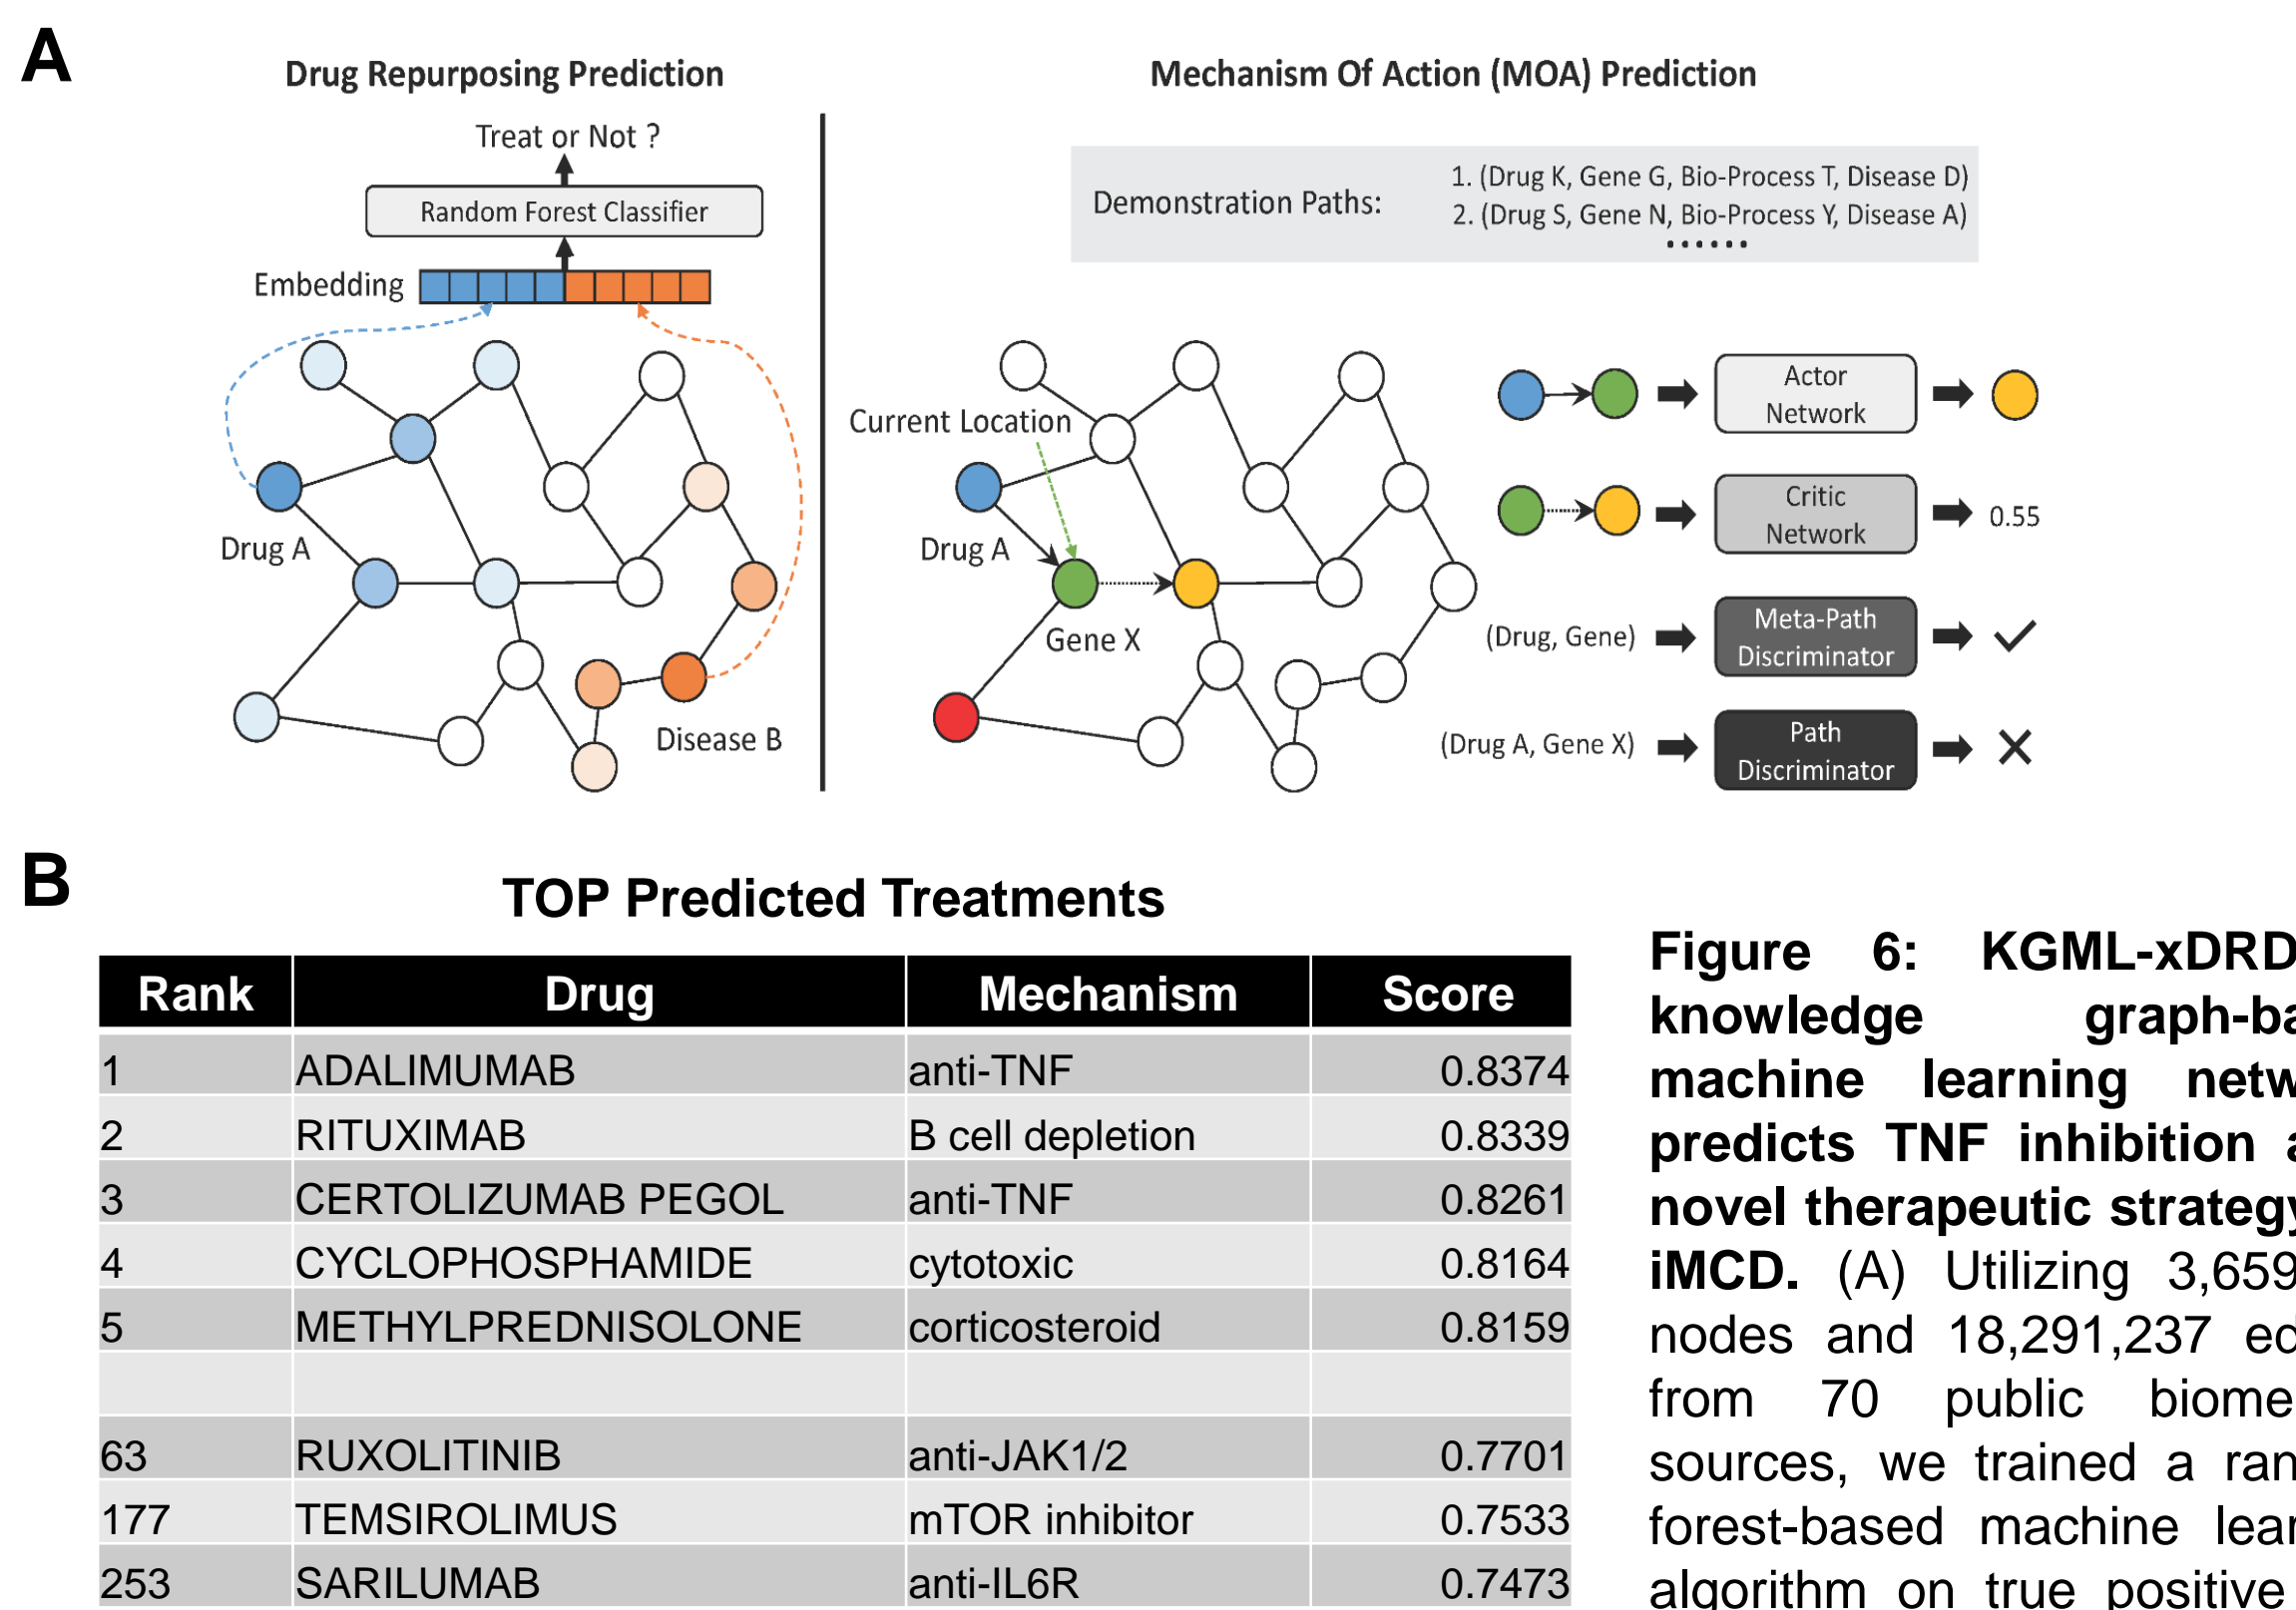 A
Drug Repurposing Prediction
Treat or Not ?
Random Forest Classifier
Embedding
Drug A
Disease B
Mechanism Of Action (MOA) Prediction
Demonstration Paths:
1. (Drug K, Gene G, Bio-Process T, Disease D)
2. (Drug S, Gene N, Bio-Process Y, Disease A)
......
Current Location
Drug A
Gene X
Actor
Network
Critic
Network
0.55
(Drug, Gene)
Meta-Path
Discriminator
(Drug A, Gene X)
Path
Discriminator
B
TOP Predicted Treatments
Rank Drug Mechanism Score
1 ADALIMUMAB anti-TNF 0.8374
2 RITUXIMAB B cell depletion 0.8339
3 CERTOLIZUMAB PEGOL anti-TNF 0.8261
4 CYCLOPHOSPHAMIDE cytotoxic 0.8164
5 METHYLPREDNISOLONE corticosteroid 0.8159
63 RUXOLITINIB anti-JAK1/2 0.7701
177 TEMSIROLIMUS mTOR inhibitor 0.7533
253 SARILUMAB anti-IL6R 0.7473
Figure 6: KGML-xDRD
knowledge
machine learning
predicts TNF inhibition
novel therapeutic strategy
iMCD. (A) Utilizing
nodes and 18,291,237
from 70 public
sources, we trained a
forest-based machine
algorithm on true positive